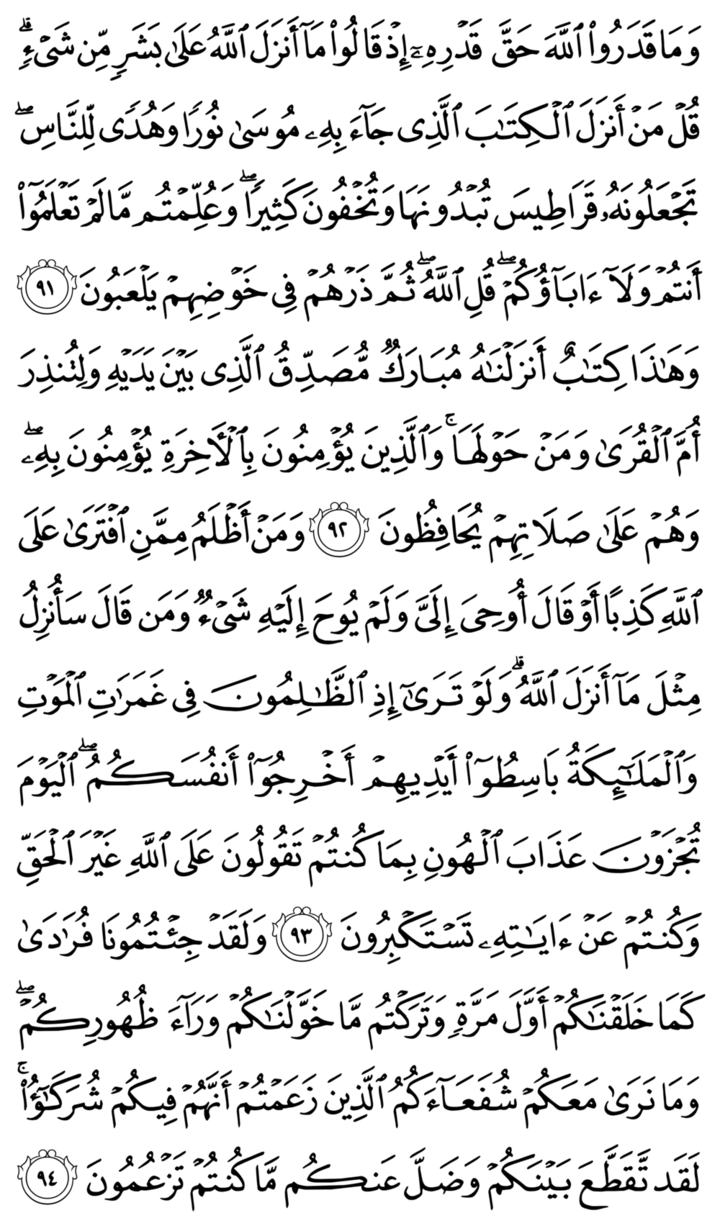 وَمَا قَدَرُوا۟ ٱللَّهَ حَقَّ قَدْرِهِۦٓ إِذْ قَالُوا۟ مَآ أَنزَلَ ٱللَّهُ عَلَىٰ بَشَرٍ مِّن شَىْءٍ ۗ
قُلْ مَنْ أَنزَلَ ٱلْكِتَـٰبَ ٱلَّذِى جَآءَ بِهِۦ مُوسَىٰ نُورًا وَهُدًى لِّلنَّاسِ ۖ
تَجْعَلُونَهُۥ قَرَاطِيسَ تُبْدُونَهَا وَتُخْفُونَ كَثِيرًا ۖ وَعُلِّمْتُم مَّا لَمْ تَعْلَمُوٓا۟
أَنتُمْ وَلَآ ءَابَآؤُكُمْ ۖ قُلِ ٱللَّهُ ۖ ثُمَّ ذَرْهُمْ فِى خَوْضِهِمْ يَلْعَبُونَ ٩١
وَهَـٰذَا كِتَـٰبٌ أَنزَلْنَـٰهُ مُبَارَكٌ مُّصَدِّقُ ٱلَّذِى بَيْنَ يَدَيْهِ وَلِتُنذِرَ
أُمَّ ٱلْقُرَىٰ وَمَنْ حَوْلَهَا ۚ وَٱلَّذِينَ يُؤْمِنُونَ بِٱلْـَٔاخِرَةِ يُؤْمِنُونَ بِهِۦ ۖ
وَهُمْ عَلَىٰ صَلَاتِهِمْ يُحَافِظُونَ ٩٢ وَمَنْ أَظْلَمُ مِمَّنِ ٱفْتَرَىٰ عَلَى
ٱللَّهِ كَذِبًا أَوْ قَالَ أُوحِىَ إِلَىَّ وَلَمْ يُوحَ إِلَيْهِ شَىْءٌ وَمَن قَالَ سَأُنزِلُ
مِثْلَ مَآ أَنزَلَ ٱللَّهُ ۗ وَلَوْ تَرَىٰٓ إِذِ ٱلظَّـٰلِمُونَ فِى غَمَرَٰتِ ٱلْمَوْتِ
وَٱلْمَلَـٰٓئِكَةُ بَاسِطُوٓا۟ أَيْدِيهِمْ أَخْرِجُوٓا۟ أَنفُسَكُمُ ۖ ٱلْيَوْمَ
تُجْزَوْنَ عَذَابَ ٱلْهُونِ بِمَا كُنتُمْ تَقُولُونَ عَلَى ٱللَّهِ غَيْرَ ٱلْحَقِّ
وَكُنتُمْ عَنْ ءَايَـٰتِهِۦ تَسْتَكْبِرُونَ ٩٣ وَلَقَدْ جِئْتُمُونَا فُرَٰدَىٰ
كَمَا خَلَقْنَـٰكُمْ أَوَّلَ مَرَّةٍ وَتَرَكْتُم مَّا خَوَّلْنَـٰكُمْ وَرَآءَ ظُهُورِكُمْ ۖ
وَمَا نَرَىٰ مَعَكُمْ شُفَعَآءَكُمُ ٱلَّذِينَ زَعَمْتُمْ أَنَّهُمْ فِيكُمْ شُرَكَـٰٓؤُا۟ ۚ
لَقَد تَّقَطَّعَ بَيْنَكُمْ وَضَلَّ عَنكُم مَّا كُنتُمْ تَزْعُمُونَ ٩٤